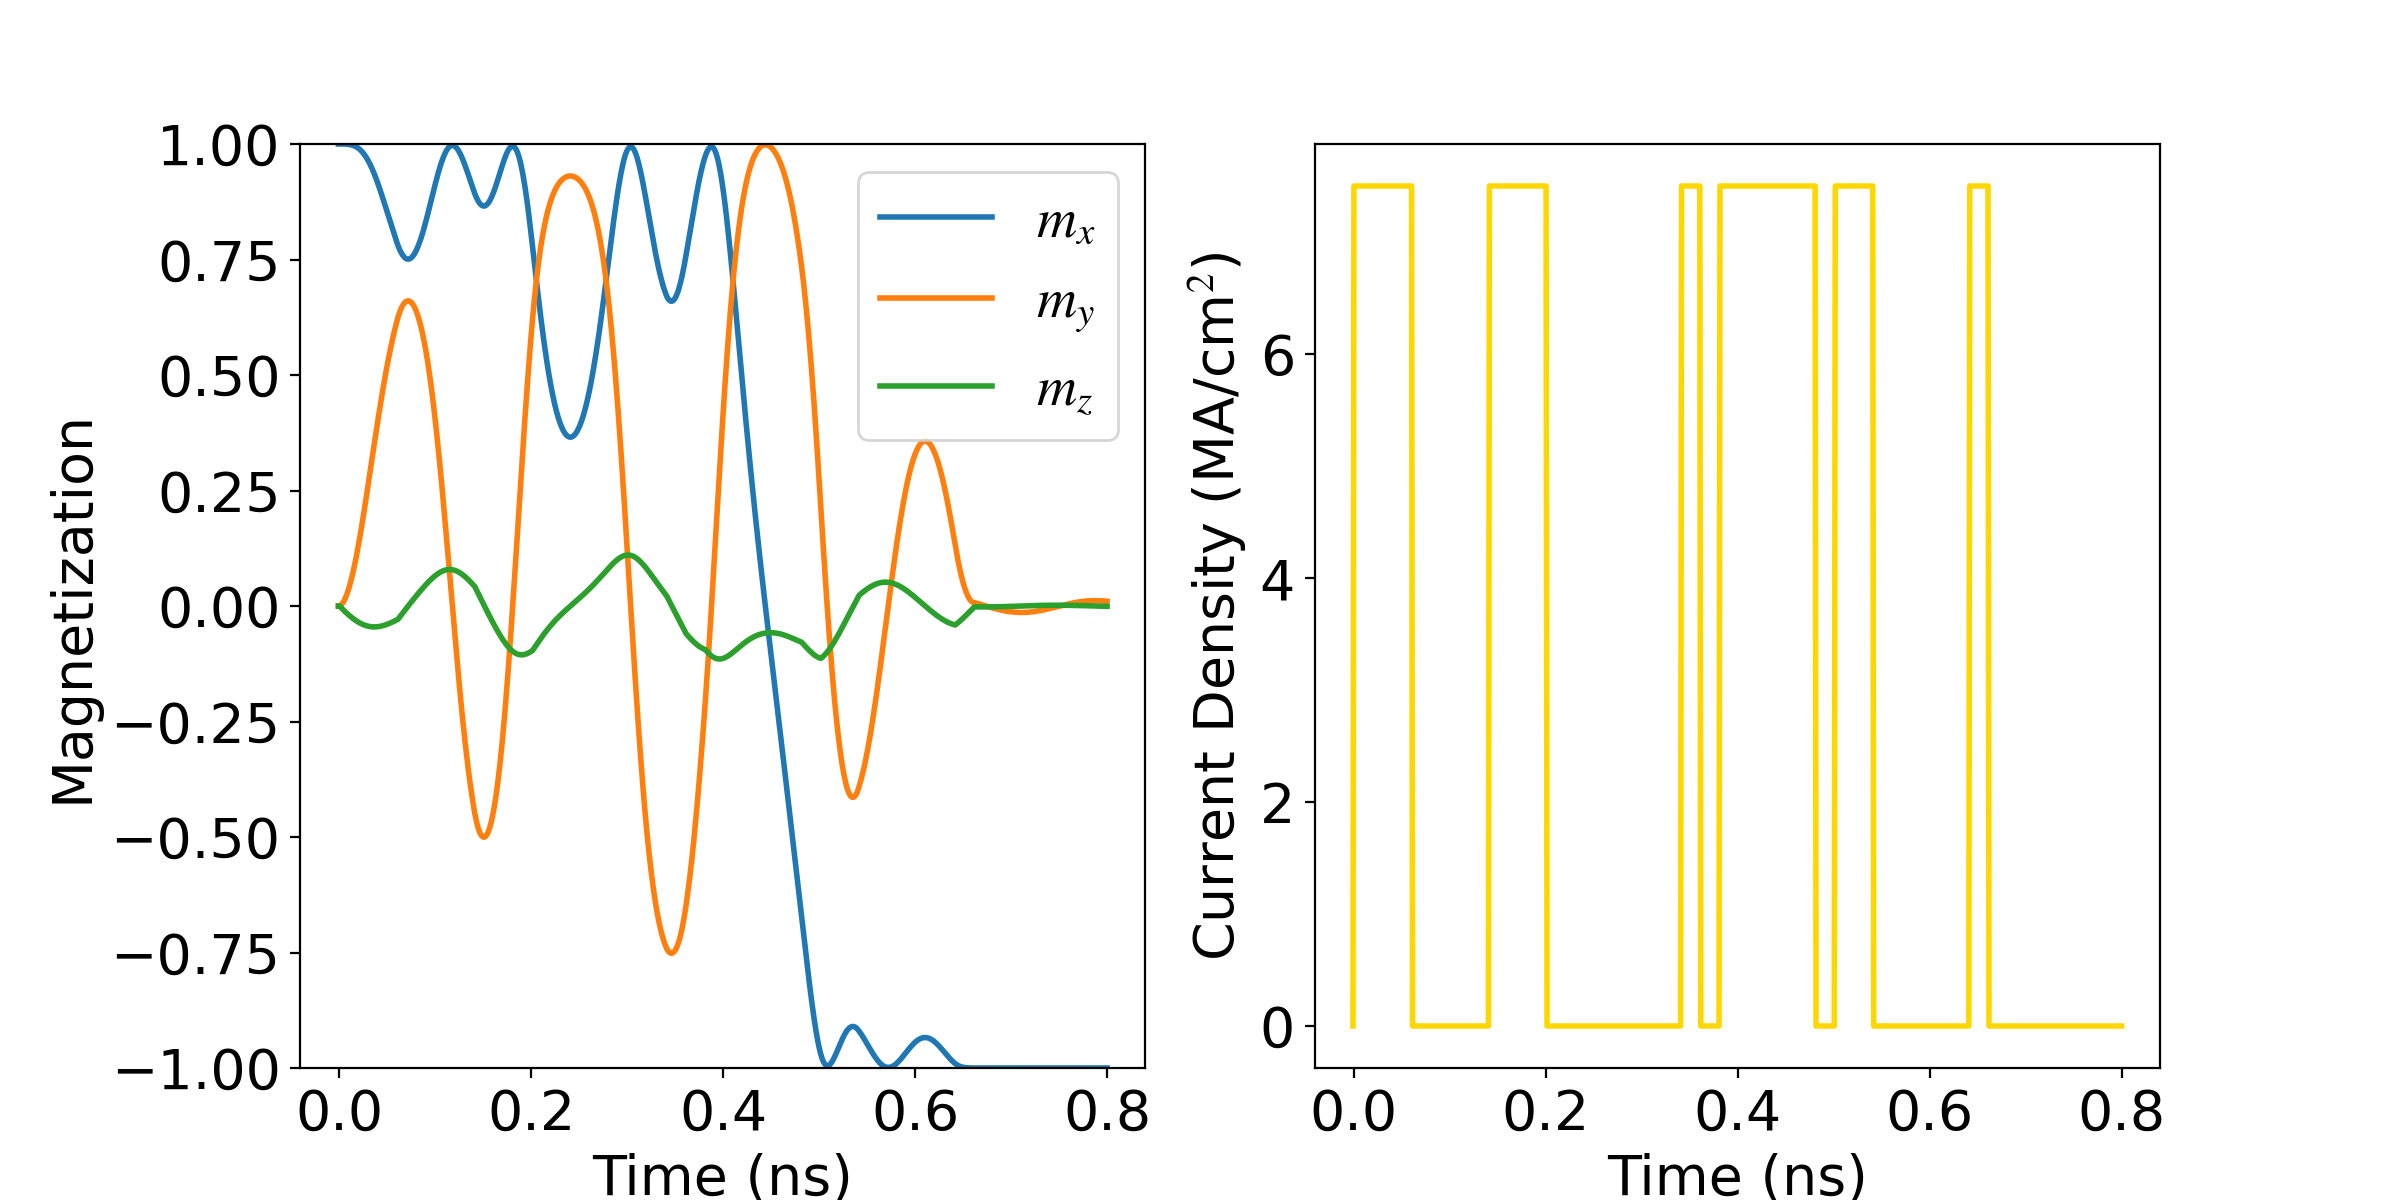 1.00
0.75
0.50
0.25
0.00
−0.25
−0.50
−0.75
−1.00
Magnetization
0.0 0.2 0.4 0.6 0.8
Time (ns)
m_x
m_y
m_z
6
4
2
0
Current Density (MA/cm²)
0.0 0.2 0.4 0.6 0.8
Time (ns)